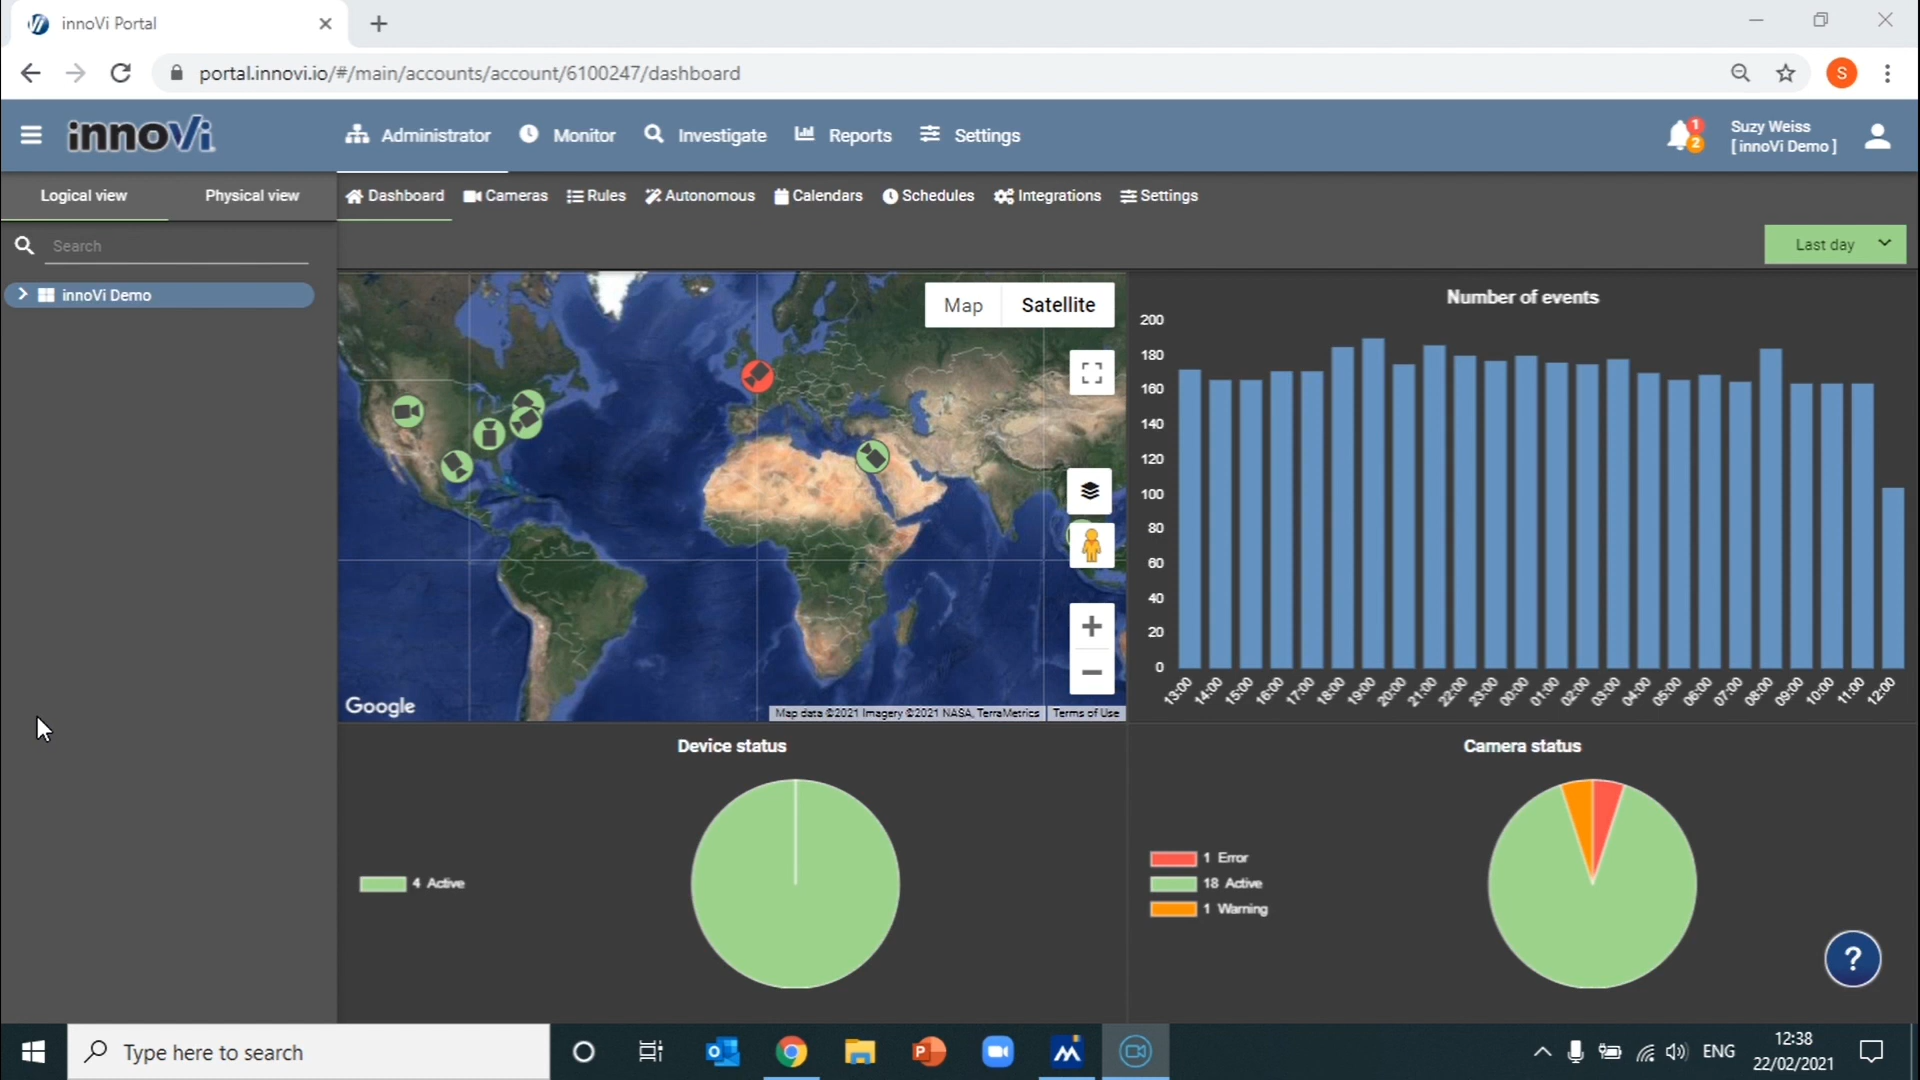 innoVi Portal
portal.innovi.io/#/main/accounts/account/6100247/dashboard
S
innoVi
Administrator
Monitor
Investigate
Reports
Settings
1
2
Suzy Weiss
[ innoVi Demo ]
Logical view
Physical view
Dashboard
Cameras
Rules
Autonomous
Calendars
Schedules
Integrations
Settings
Search
Last day
innoVi Demo
Map
Satellite
Google
Map data ©2021 Imagery ©2021 NASA, TerraMetrics
Terms of Use
Number of events
200
180
160
140
120
100
80
60
40
20
0
13:00
14:00
15:00
16:00
17:00
18:00
19:00
20:00
21:00
22:00
23:00
00:00
01:00
02:00
03:00
04:00
05:00
06:00
07:00
08:00
09:00
10:00
11:00
12:00
Device status
4 Active
Camera status
1 Error
18 Active
1 Warning
?
Type here to search
ENG
12:38
22/02/2021